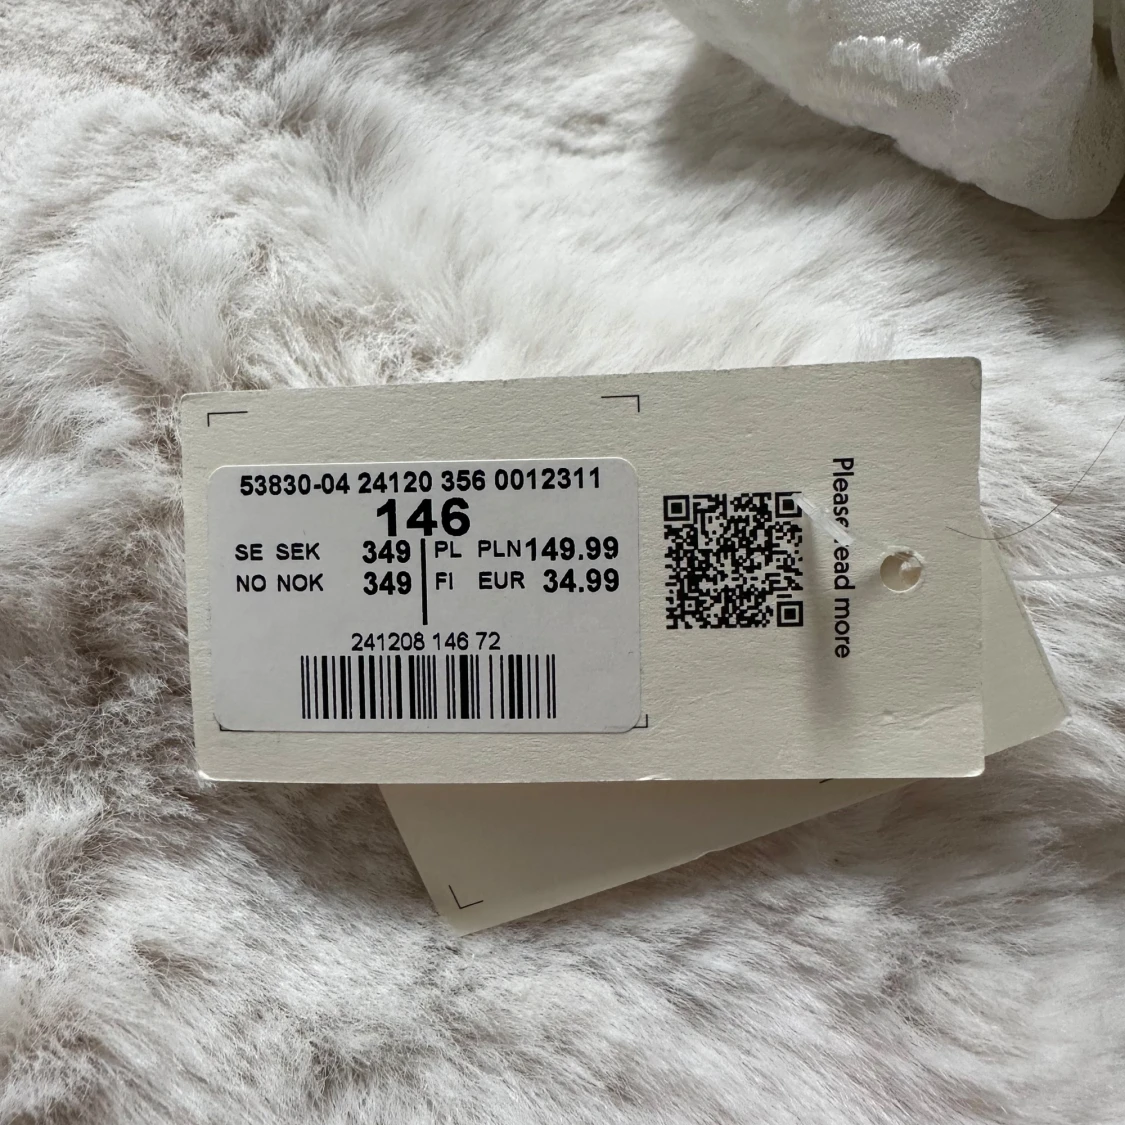 53830-04 24120 356 0012311
146
SE SEK 349 PL PLN 149.99
NO NOK 349 FI EUR 34.99
241208 146 72
Please read more